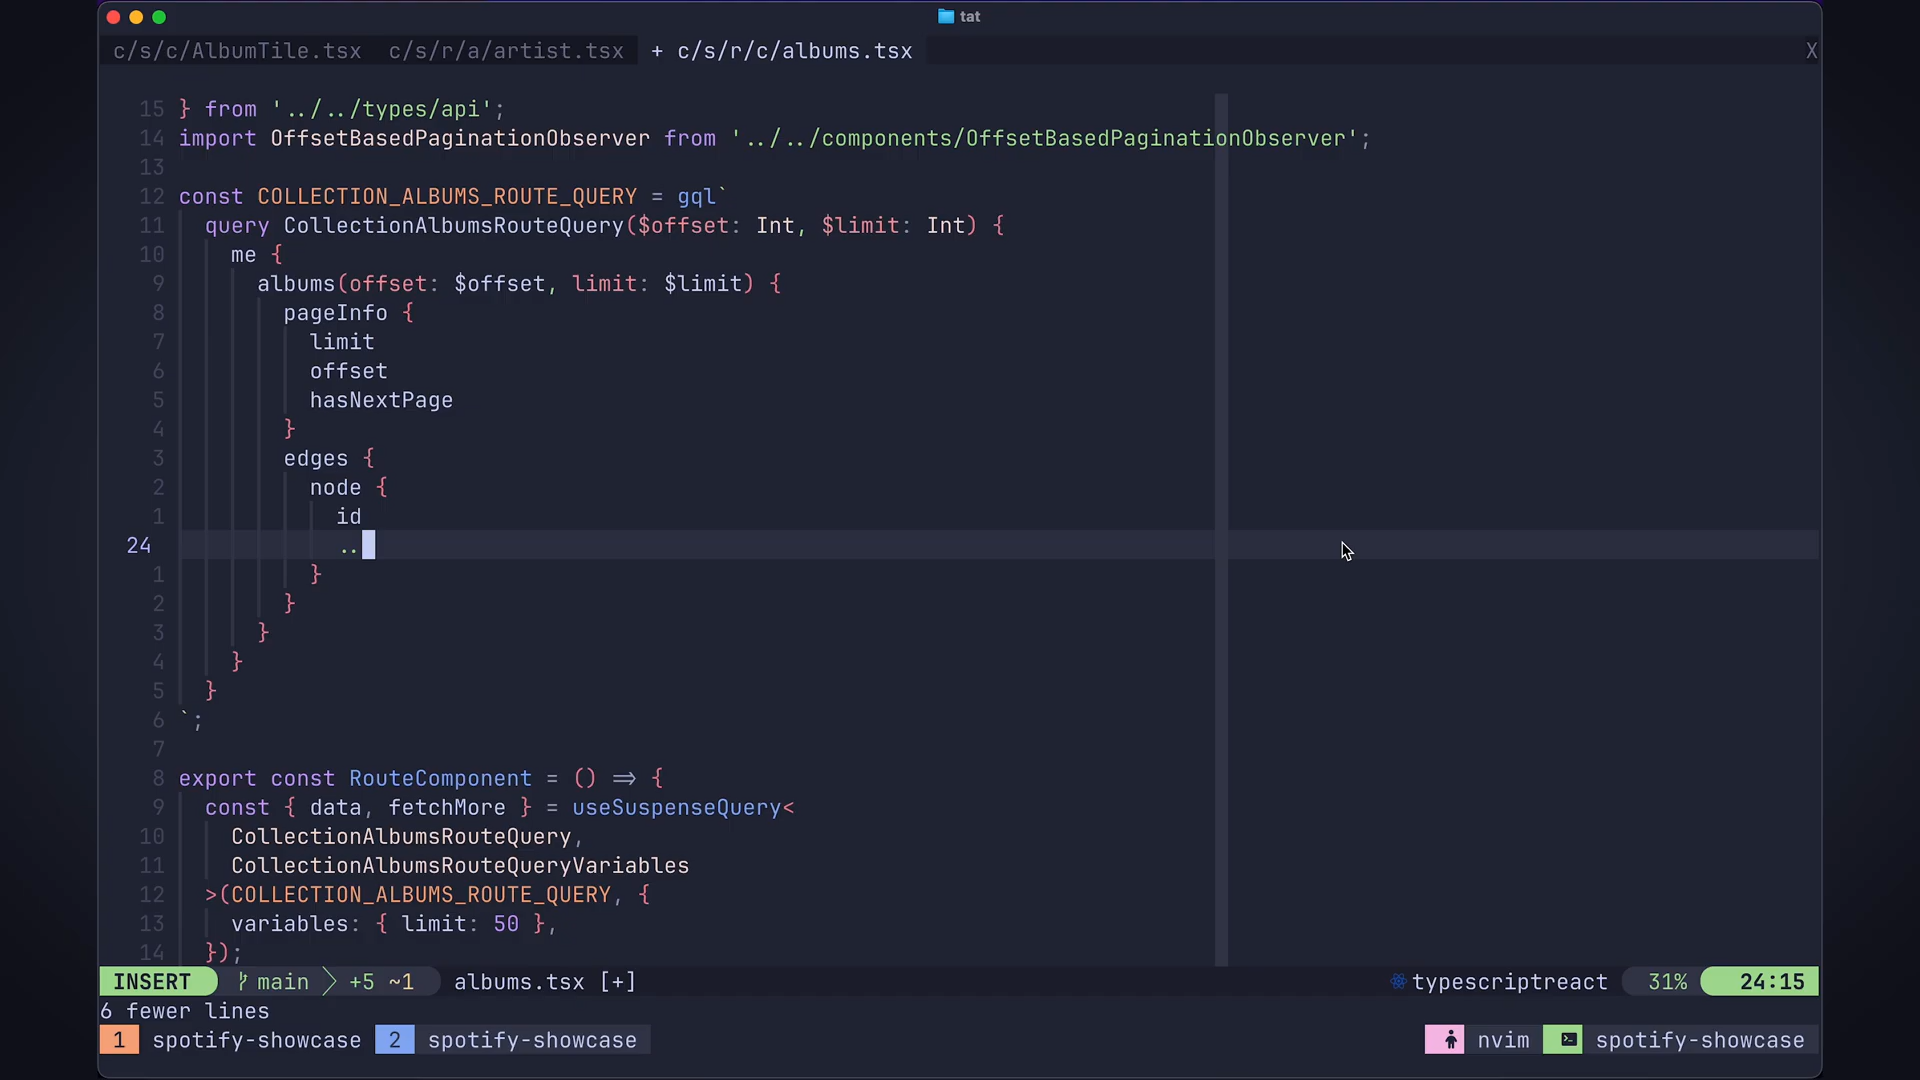 tat
c/s/c/AlbumTile.tsx c/s/r/a/artist.tsx + c/s/r/c/albums.tsx X
15 } from '../../types/api';
14 import OffsetBasedPaginationObserver from '../../components/OffsetBasedPaginationObserver';
13
12 const COLLECTION_ALBUMS_ROUTE_QUERY = gql`
11 query CollectionAlbumsRouteQuery($offset: Int, $limit: Int) {
10 me {
9 albums(offset: $offset, limit: $limit) {
8 pageInfo {
7 limit
6 offset
5 hasNextPage
4 }
3 edges {
2 node {
1 id
24 ..
1 }
2 }
3 }
4 }
5 }
6 `;
7
8 export const RouteComponent = () => {
9 const { data, fetchMore } = useSuspenseQuery<
10 CollectionAlbumsRouteQuery,
11 CollectionAlbumsRouteQueryVariables
12 >(COLLECTION_ALBUMS_ROUTE_QUERY, {
13 variables: { limit: 50 },
14 });
INSERT main +5 ~1 albums.tsx [+] typescriptreact 31% 24:15
6 fewer lines
1 spotify-showcase 2 spotify-showcase nvim spotify-showcase